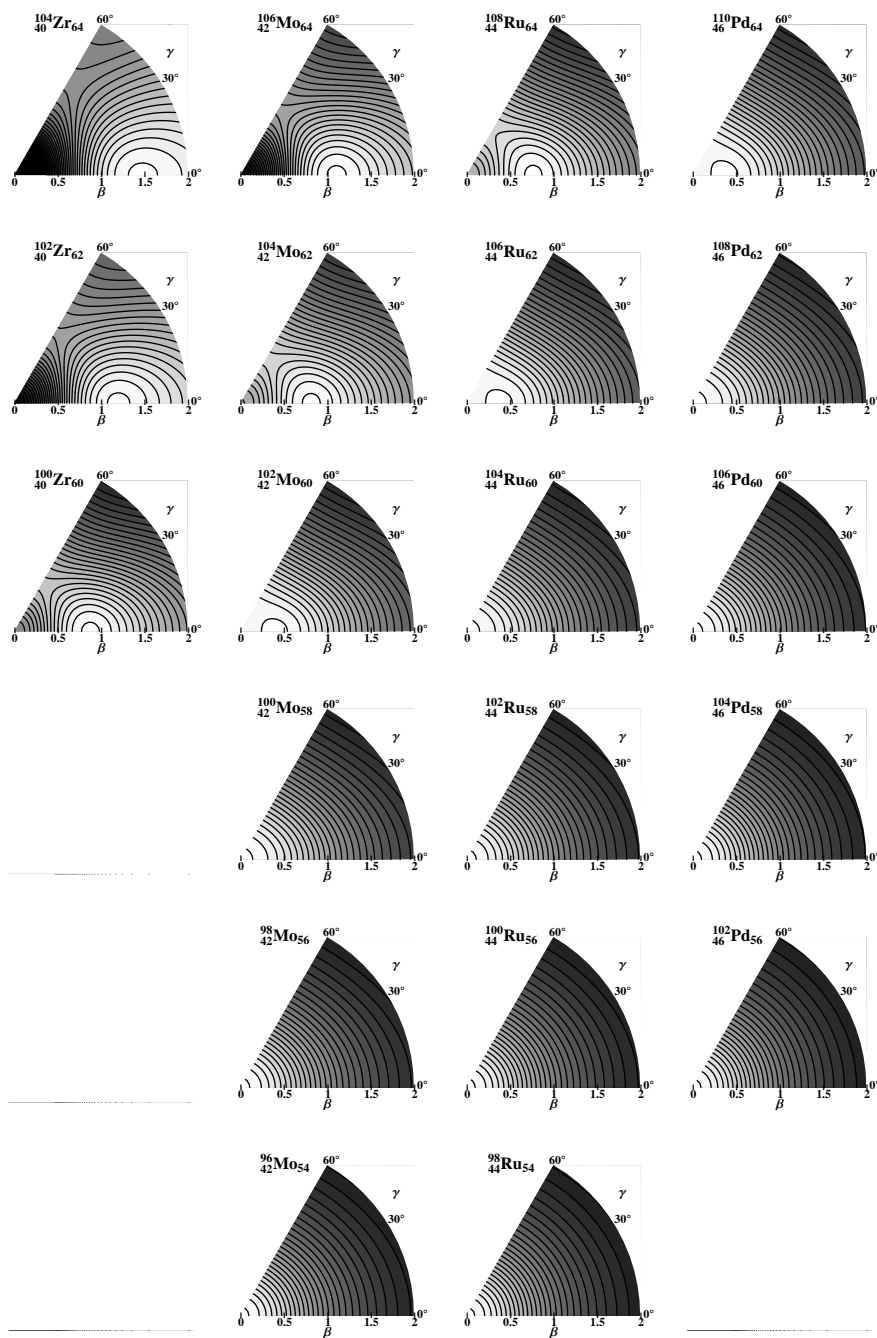 ¹⁰⁴₄₀Zr₆₄ 60°
γ
30°
0°
0 0.5 1 1.5 2
β
¹⁰⁶₄₂Mo₆₄ 60°
γ
30°
0°
0 0.5 1 1.5 2
β
¹⁰⁸₄₄Ru₆₄ 60°
γ
30°
0°
0 0.5 1 1.5 2
β
¹¹⁰₄₆Pd₆₄ 60°
γ
30°
0°
0 0.5 1 1.5 2
β
¹⁰²₄₀Zr₆₂ 60°
γ
30°
0°
0 0.5 1 1.5 2
β
¹⁰⁴₄₂Mo₆₂ 60°
γ
30°
0°
0 0.5 1 1.5 2
β
¹⁰⁶₄₄Ru₆₂ 60°
γ
30°
0°
0 0.5 1 1.5 2
β
¹⁰⁸₄₆Pd₆₂ 60°
γ
30°
0°
0 0.5 1 1.5 2
β
¹⁰⁰₄₀Zr₆₀ 60°
γ
30°
0°
0 0.5 1 1.5 2
β
¹⁰²₄₂Mo₆₀ 60°
γ
30°
0°
0 0.5 1 1.5 2
β
¹⁰⁴₄₄Ru₆₀ 60°
γ
30°
0°
0 0.5 1 1.5 2
β
¹⁰⁶₄₆Pd₆₀ 60°
γ
30°
0°
0 0.5 1 1.5 2
β
¹⁰⁰₄₂Mo₅₈ 60°
γ
30°
0°
0 0.5 1 1.5 2
β
¹⁰²₄₄Ru₅₈ 60°
γ
30°
0°
0 0.5 1 1.5 2
β
¹⁰⁴₄₆Pd₅₈ 60°
γ
30°
0°
0 0.5 1 1.5 2
β
⁹⁸₄₂Mo₅₆ 60°
γ
30°
0°
0 0.5 1 1.5 2
β
¹⁰⁰₄₄Ru₅₆ 60°
γ
30°
0°
0 0.5 1 1.5 2
β
¹⁰²₄₆Pd₅₆ 60°
γ
30°
0°
0 0.5 1 1.5 2
β
⁹⁶₄₂Mo₅₄ 60°
γ
30°
0°
0 0.5 1 1.5 2
β
⁹⁸₄₄Ru₅₄ 60°
γ
30°
0°
0 0.5 1 1.5 2
β